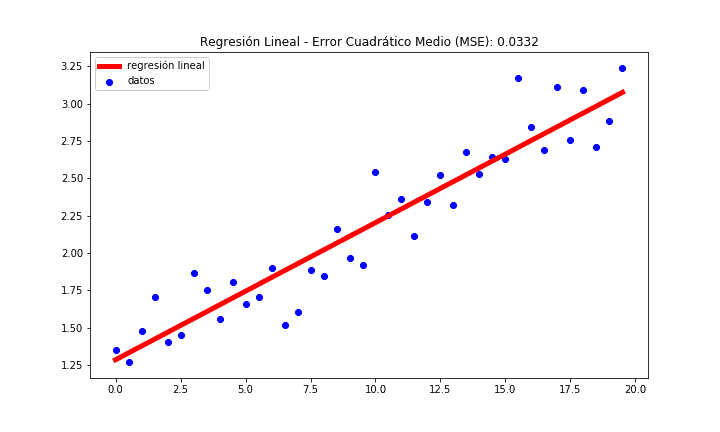 Regresión Lineal - Error Cuadrático Medio (MSE): 0.0332
regresión lineal
datos
3.25
3.00
2.75
2.50
2.25
2.00
1.75
1.50
1.25
0.0 2.5 5.0 7.5 10.0 12.5 15.0 17.5 20.0